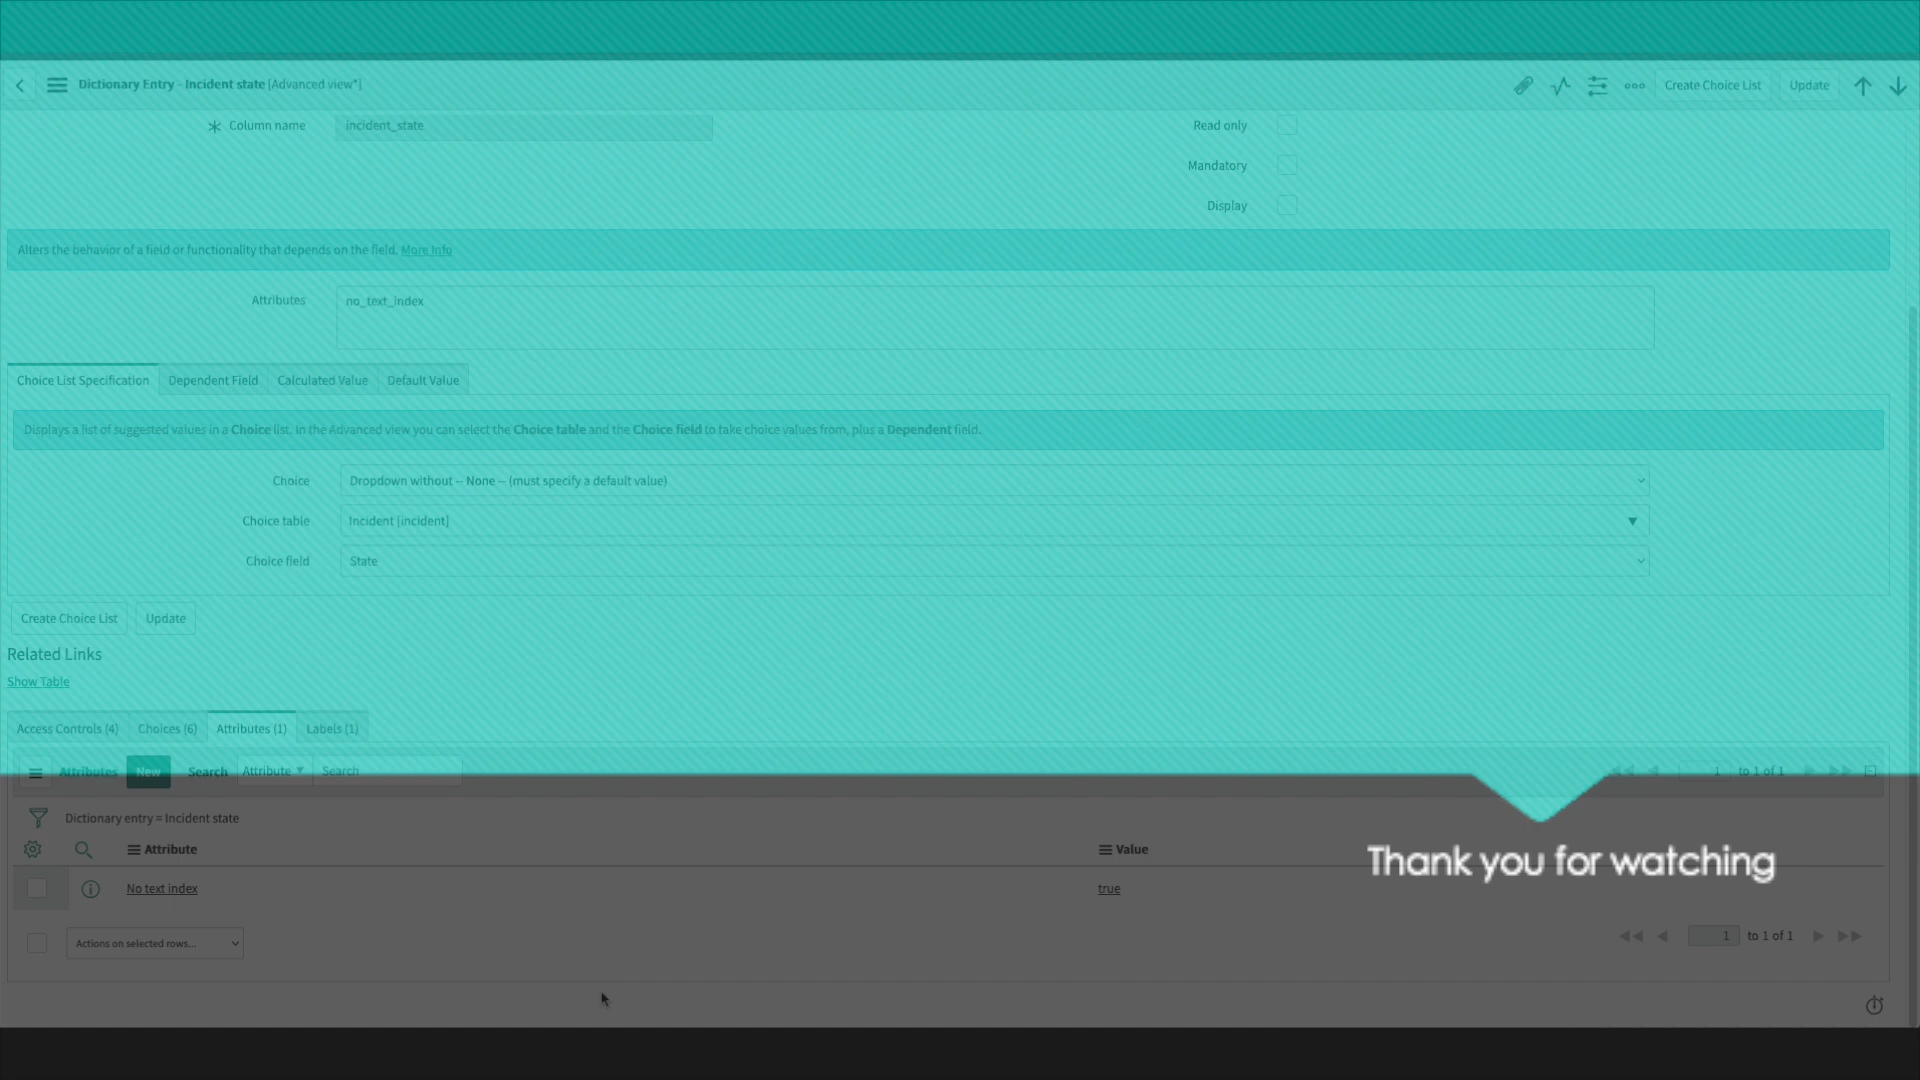 Dictionary Entry - Incident state [Advanced view*]
Create Choice List
Update
Column name
incident_state
Read only
Mandatory
Display
Alters the behavior of a field or functionality that depends on the field. More Info
Attributes
no_text_index
Choice List Specification
Dependent Field
Calculated Value
Default Value
Displays a list of suggested values in a Choice list. In the Advanced view you can select the Choice table and the Choice field to take choice values from, plus a Dependent field.
Choice
Dropdown without -- None -- (must specify a default value)
Choice table
Incident [incident]
Choice field
State
Create Choice List
Update
Related Links
Show Table
Access Controls (4)
Choices (6)
Attributes (1)
Labels (1)
Attributes
New
Search
Attribute
Search
1
to 1 of 1
Dictionary entry = Incident state
Attribute
Value
Thank you for watching
No text index
true
Actions on selected rows...
1
to 1 of 1